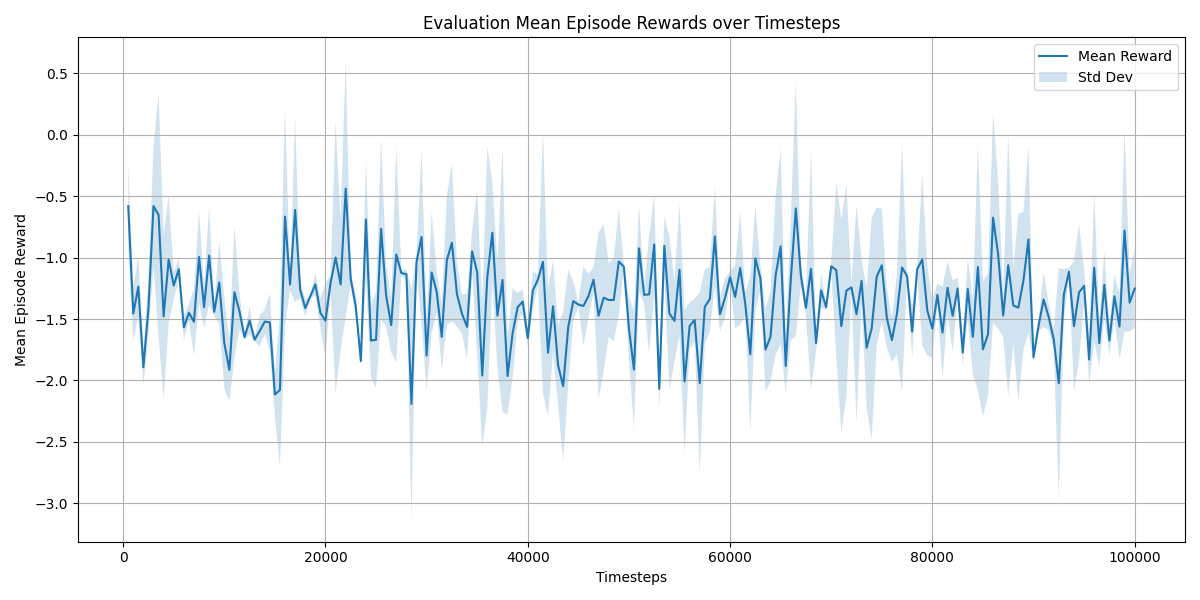 Evaluation Mean Episode Rewards over Timesteps
Mean Reward
Std Dev
Mean Episode Reward
0.5
0.0
−0.5
−1.0
−1.5
−2.0
−2.5
−3.0
0
20000
40000
60000
80000
100000
Timesteps